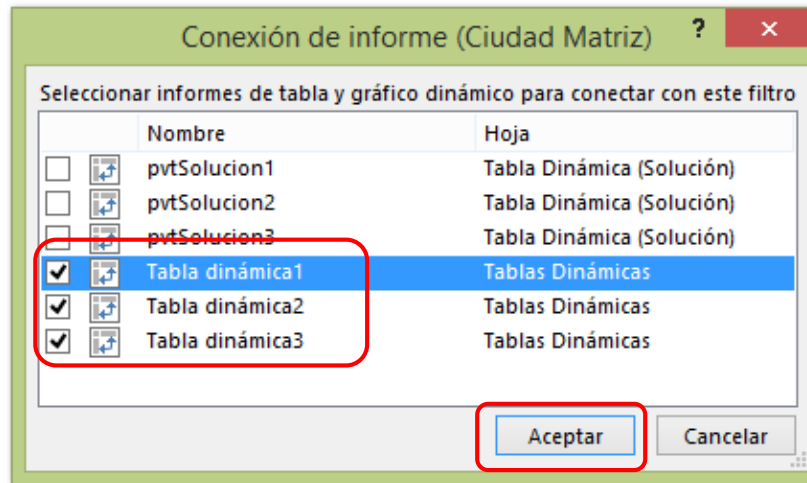 Conexión de informe (Ciudad Matriz) ? ×
Seleccionar informes de tabla y gráfico dinámico para conectar con este filtro
Nombre Hoja
pvtSolucion1 Tabla Dinámica (Solución)
pvtSolucion2 Tabla Dinámica (Solución)
pvtSolucion3 Tabla Dinámica (Solución)
Tabla dinámica1 Tablas Dinámicas
Tabla dinámica2 Tablas Dinámicas
Tabla dinámica3 Tablas Dinámicas
Aceptar Cancelar